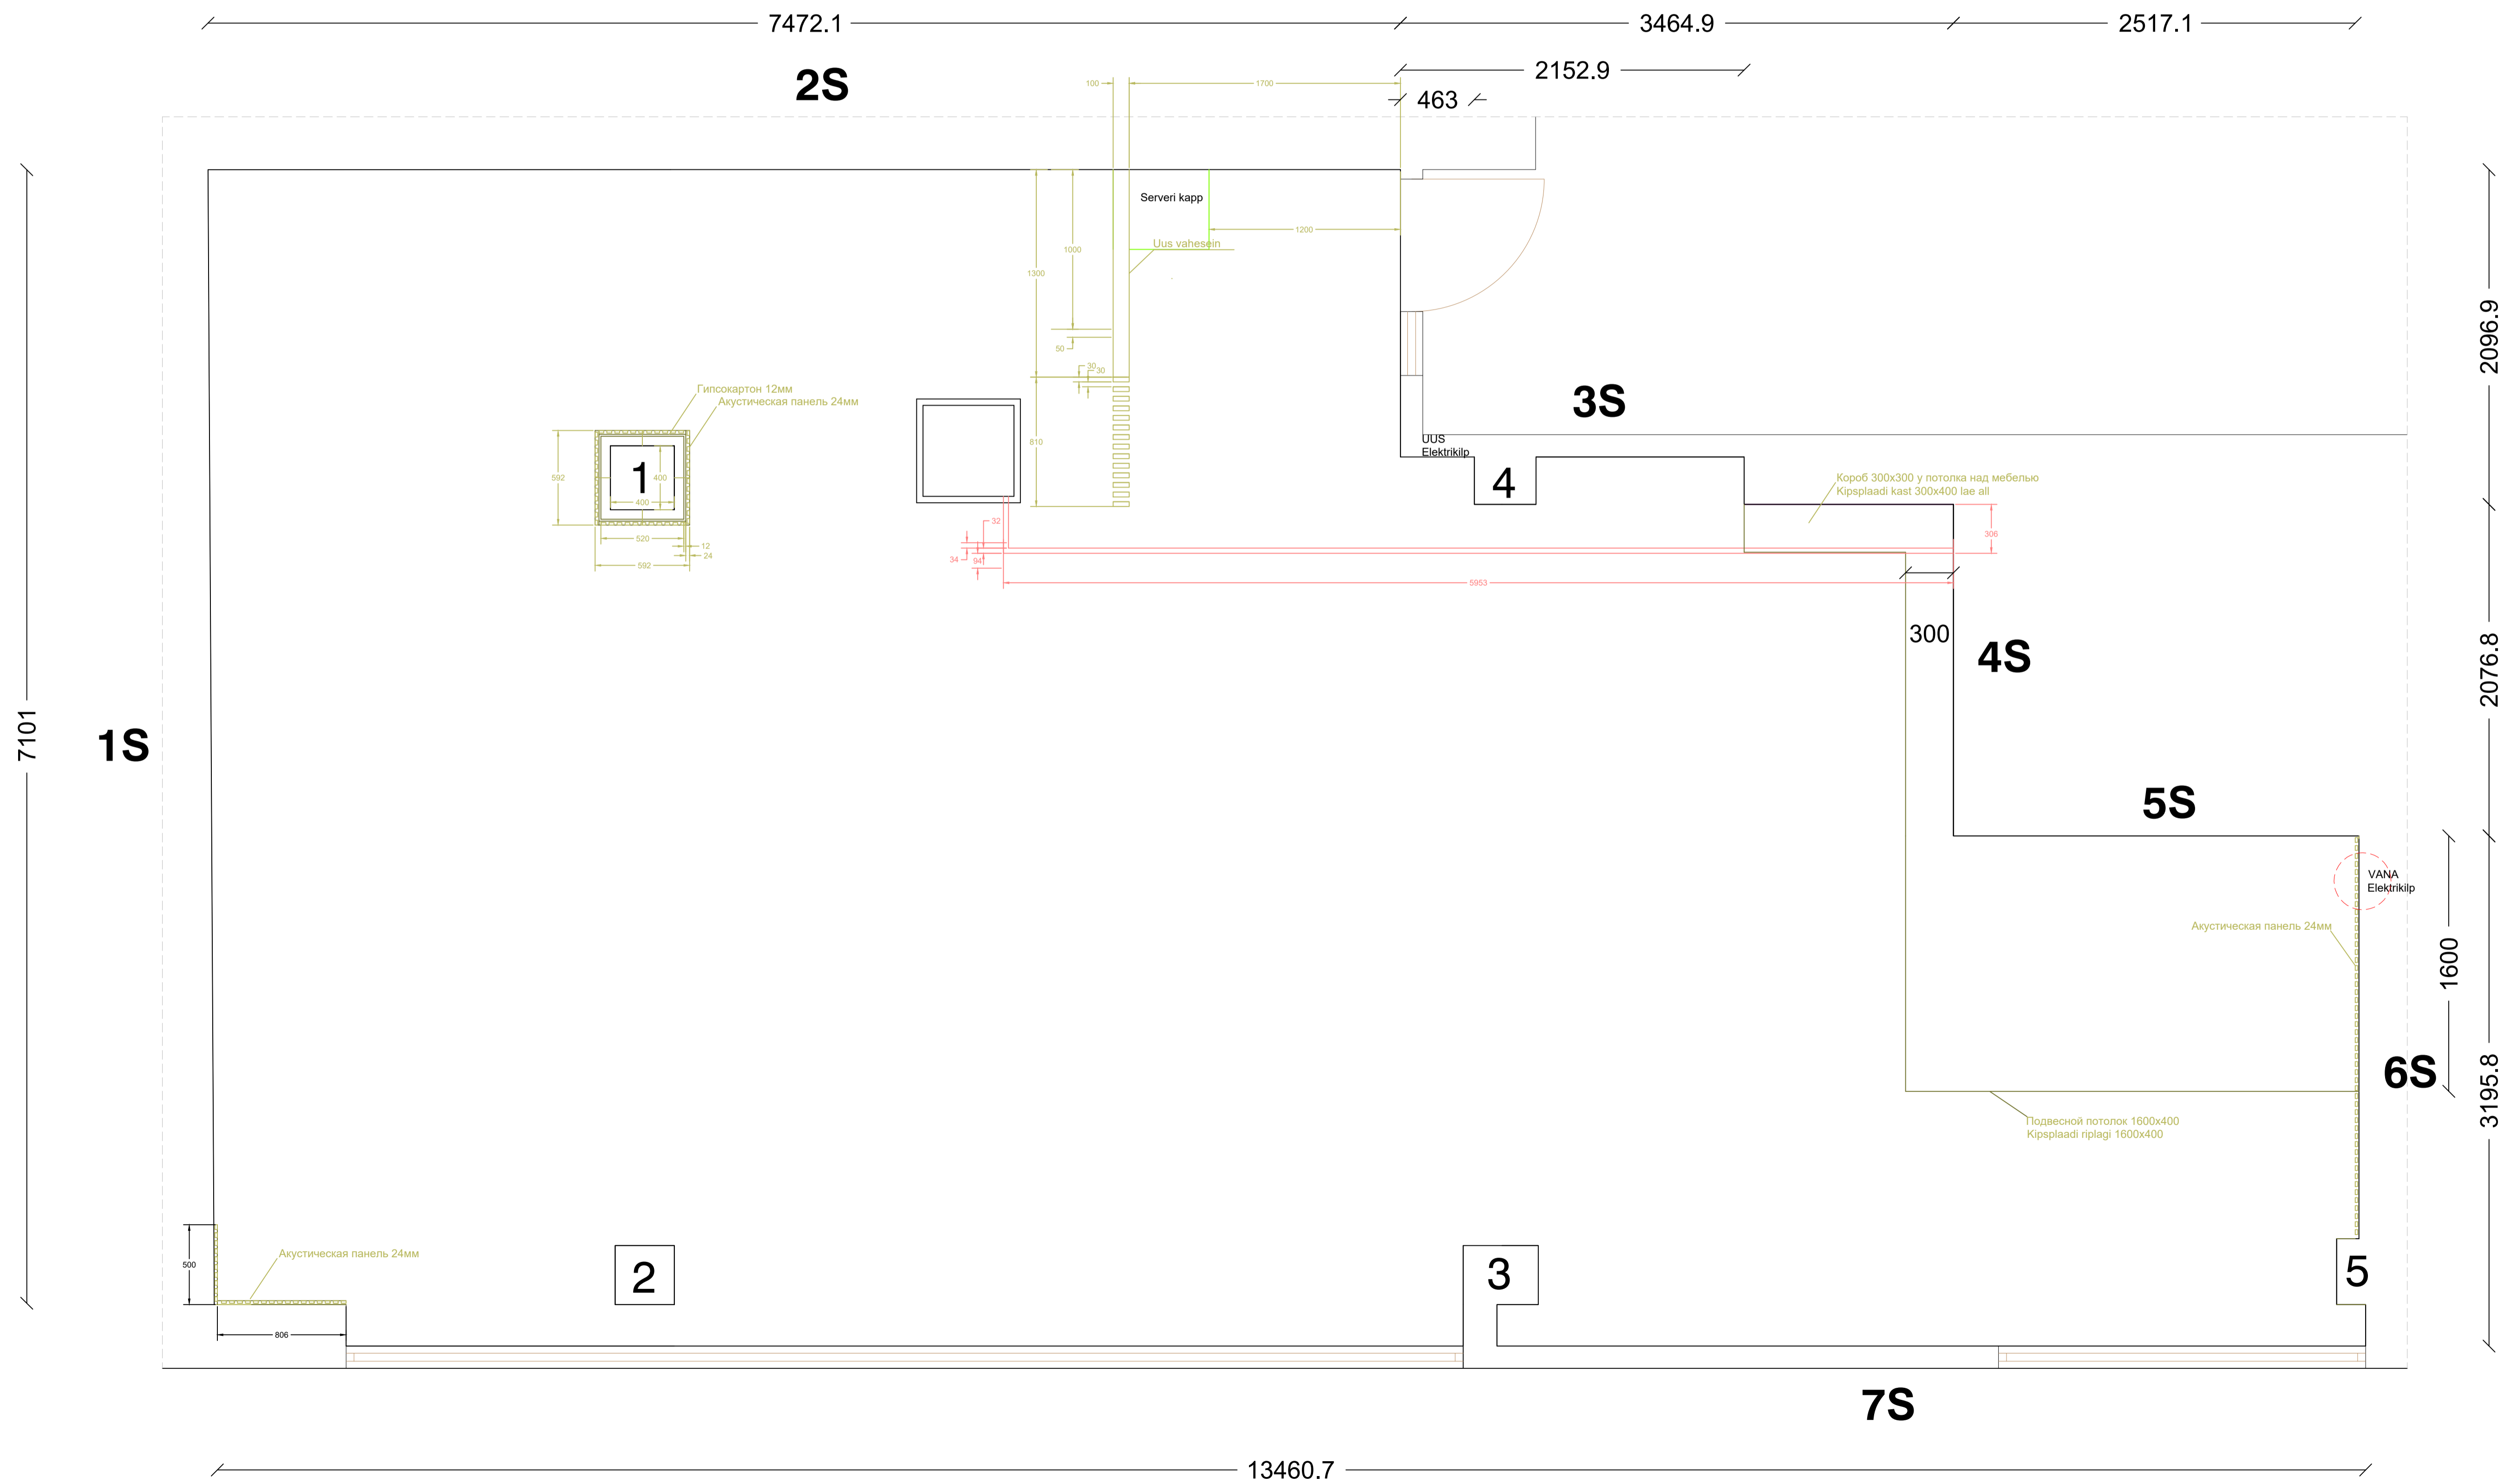 7472.1
3464.9
2517.1
2152.9
463
2S
100
1700
Serveri kapp
1200
Uus vahesein
1000
1300
50
30
30
810
2096.9
3S
UUS
Elektrikilp
4
Гипсокартон 12мм
Акустическая панель 24мм
592
1
400
400
520
12
24
592
Короб 300х300 у потолка над мебелью
Kipsplaadi kast 300x400 lae all
32
34
94
306
5953
300
4S
2076.8
7101
1S
5S
VANA
Elektrikilp
Акустическая панель 24мм
1600
6S
3195.8
Подвесной потолок 1600х400
Kipsplaadi riplagi 1600x400
500
Акустическая панель 24мм
806
2
3
5
7S
13460.7